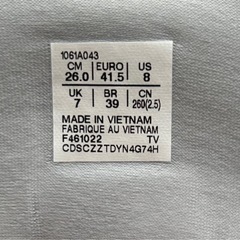 1061A043
CM EURO US
26.0 41.5 8
UK BR CN
7 39 260(2.5)
MADE IN VIETNAM
FABRIQUE AU VIETNAM
F461022 TV
CDSCZZTDYN4G74H